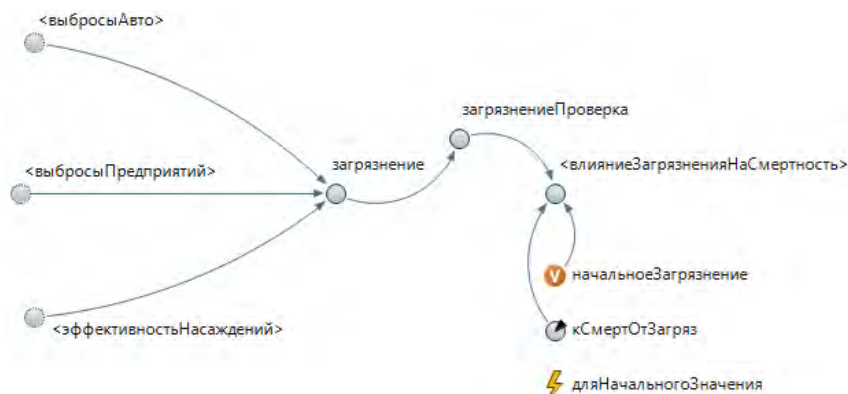 <выбросыАвто>
загрязнениеПроверка
<выбросыПредприятий>
загрязнение
<влияниеЗагрязненияНаСмертность>
V
начальноеЗагрязнение
<эффективностьНасаждений>
кСмертОтЗагряз
дляНачальногоЗначения